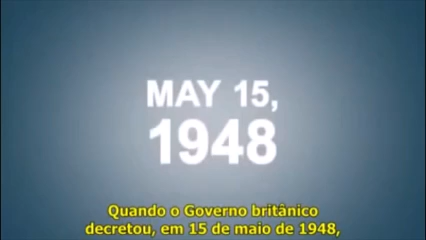 MAY 15,
1948
Quando o Governo britânico
decretou, em 15 de maio de 1948,